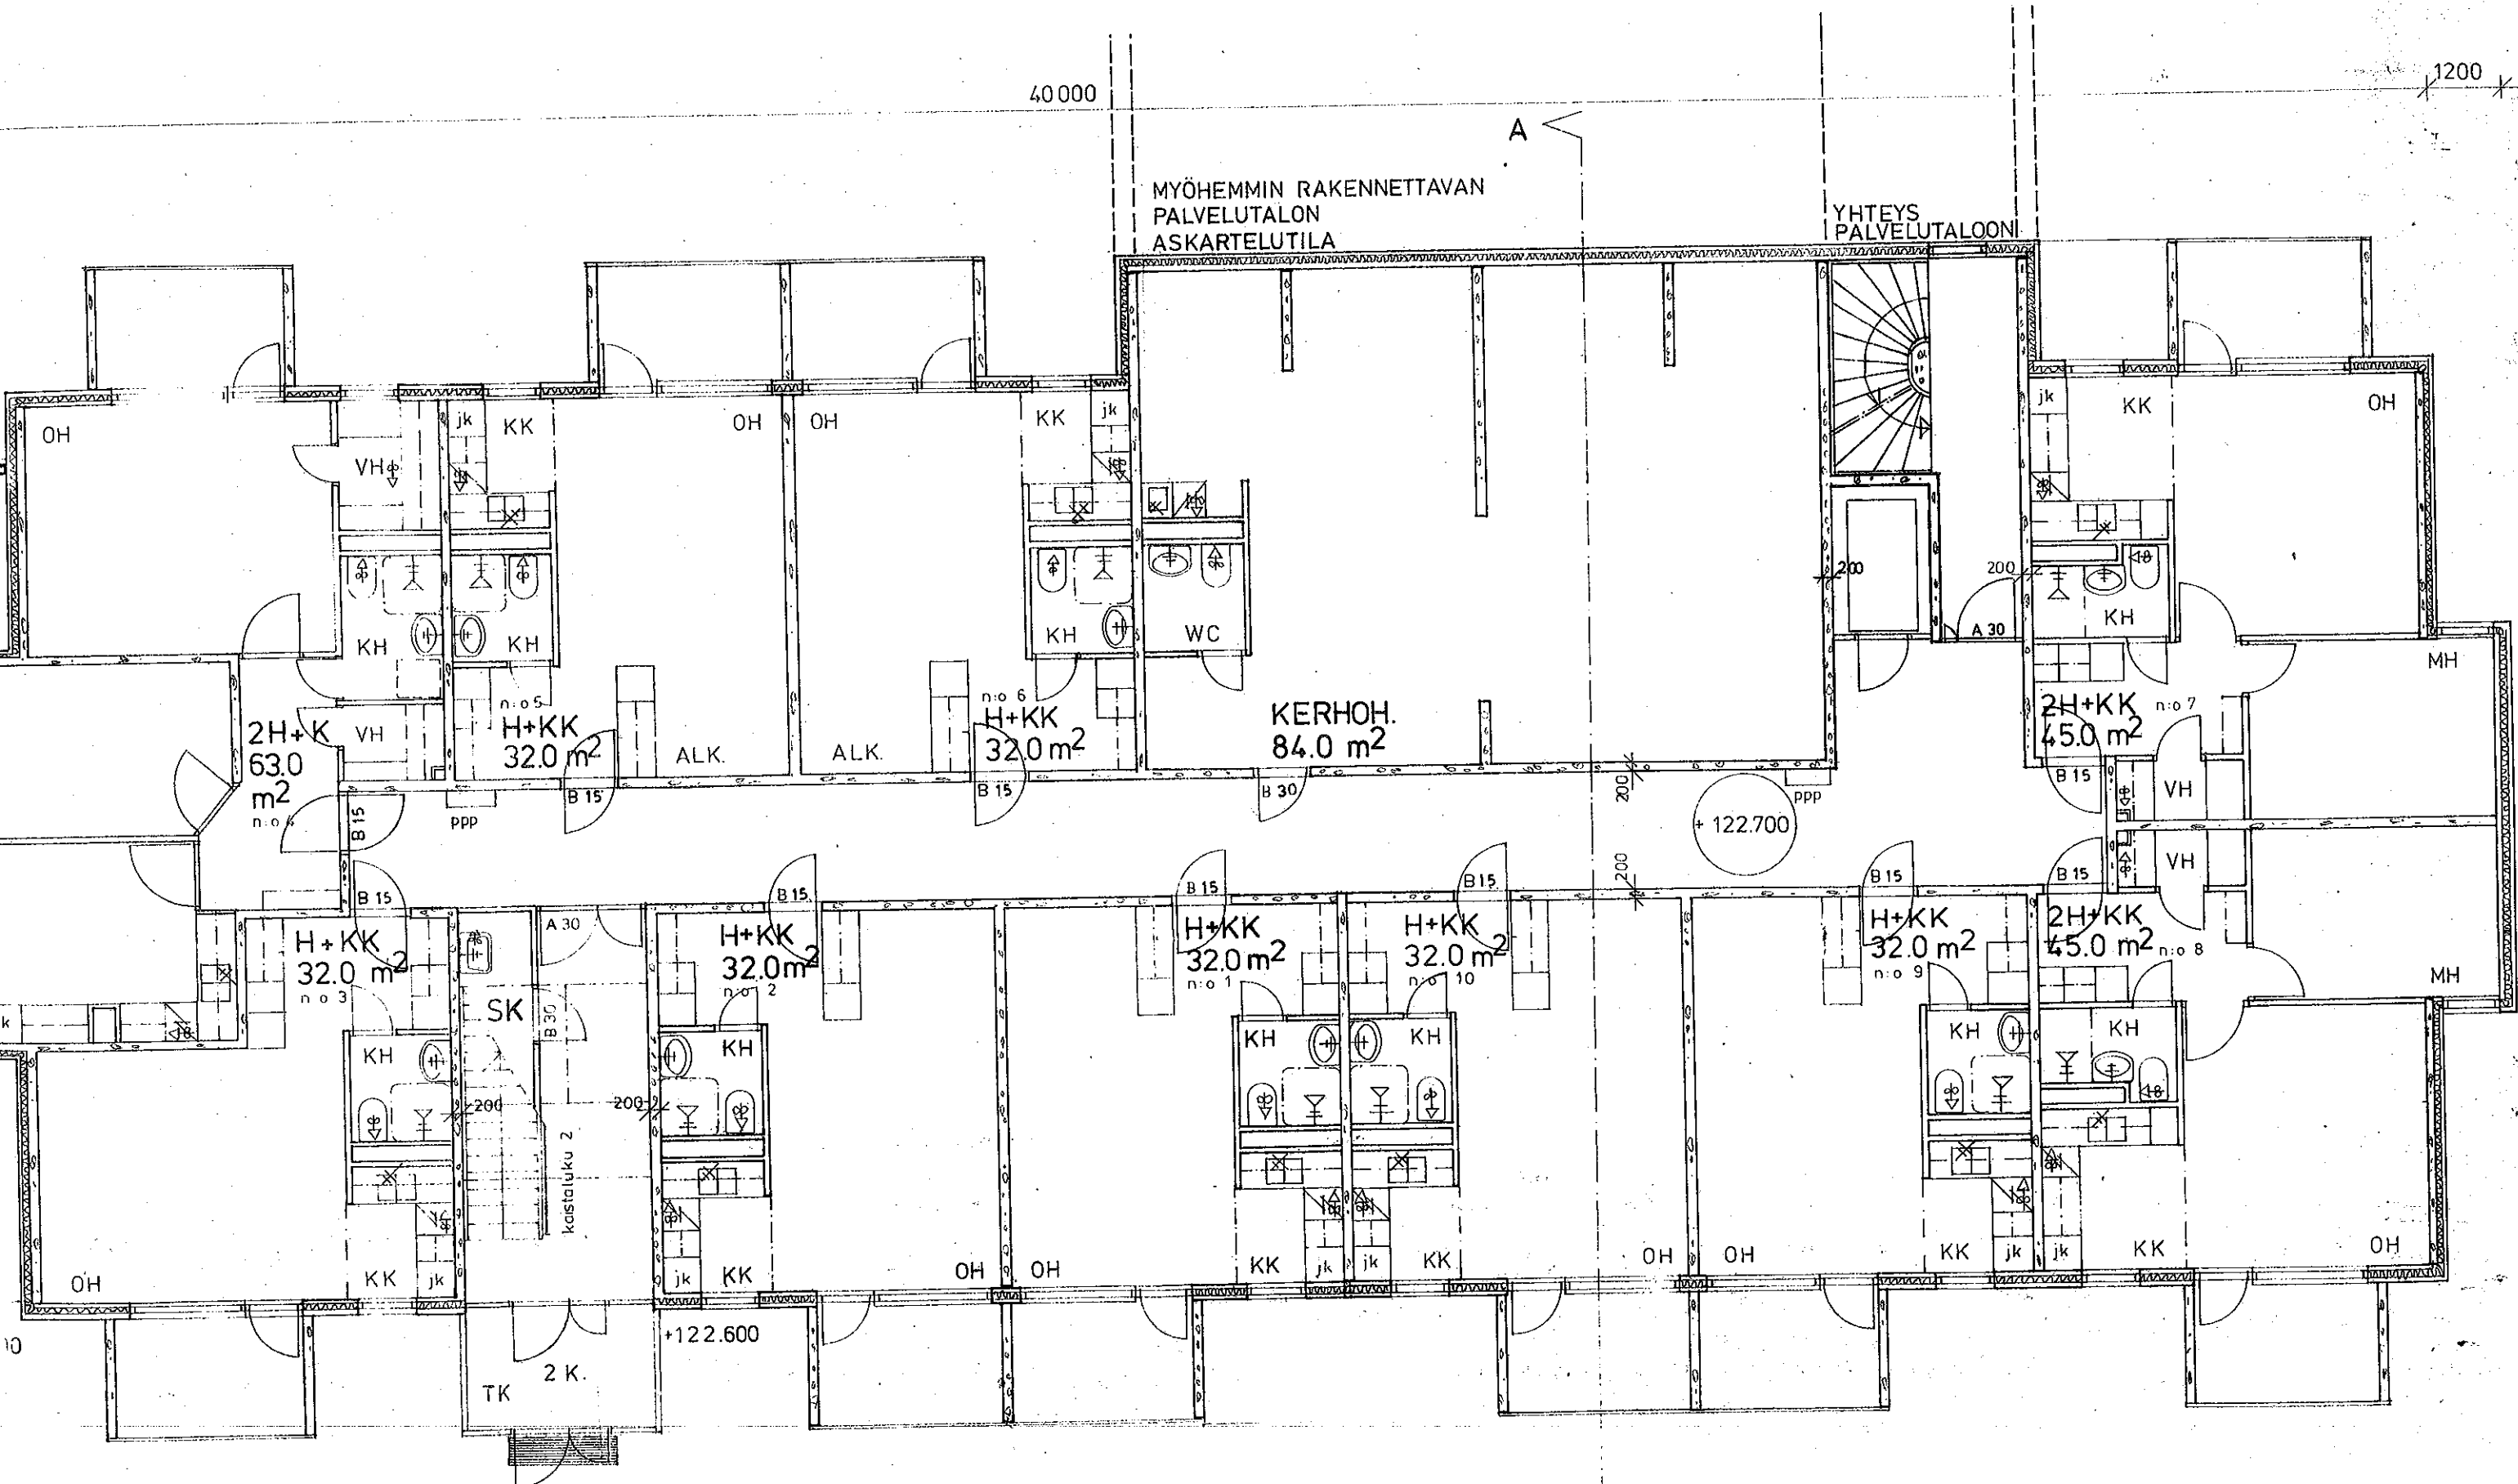 40 000
1200
A
MYÖHEMMIN RAKENNETTAVAN
PALVELUTALON
ASKARTELUTILA
YHTEYS
PALVELUTALOON
OH
VH
jk
KK
OH
OH
KK
jk
jk
KK
OH
KH
KH
KH
WC
200
200
A 30
KH
MH
2H+K
63.0
m2
n:o 4
VH
n:o 5
H+KK
32.0 m2
ALK.
ALK.
n:o 6
H+KK
32.0 m2
KERHOH.
84.0 m2
2H+KK
45.0 m2
n:o 7
B 15
PPP
B 15
B 15
B 30
200
PPP
+ 122.700
B 15
VH
VH
200
B 15
B 15
B 15
B 15
B 15
B 15
H+KK
32.0 m2
n o 3
A 30
SK
B 30
H+KK
32.0 m2
n:o 2
H+KK
32.0 m2
n:o 1
H+KK
32.0 m2
n:o 10
H+KK
32.0 m2
n:o 9
2H+KK
45.0 m2
n:o 8
MH
k
KH
KH
KH
KH
KH
KH
200
200
kaistaluku 2
OH
KK
jk
jk
KK
OH
OH
KK
jk
jk
KK
OH
OH
KK
jk
jk
KK
OH
+122.600
2 K.
TK